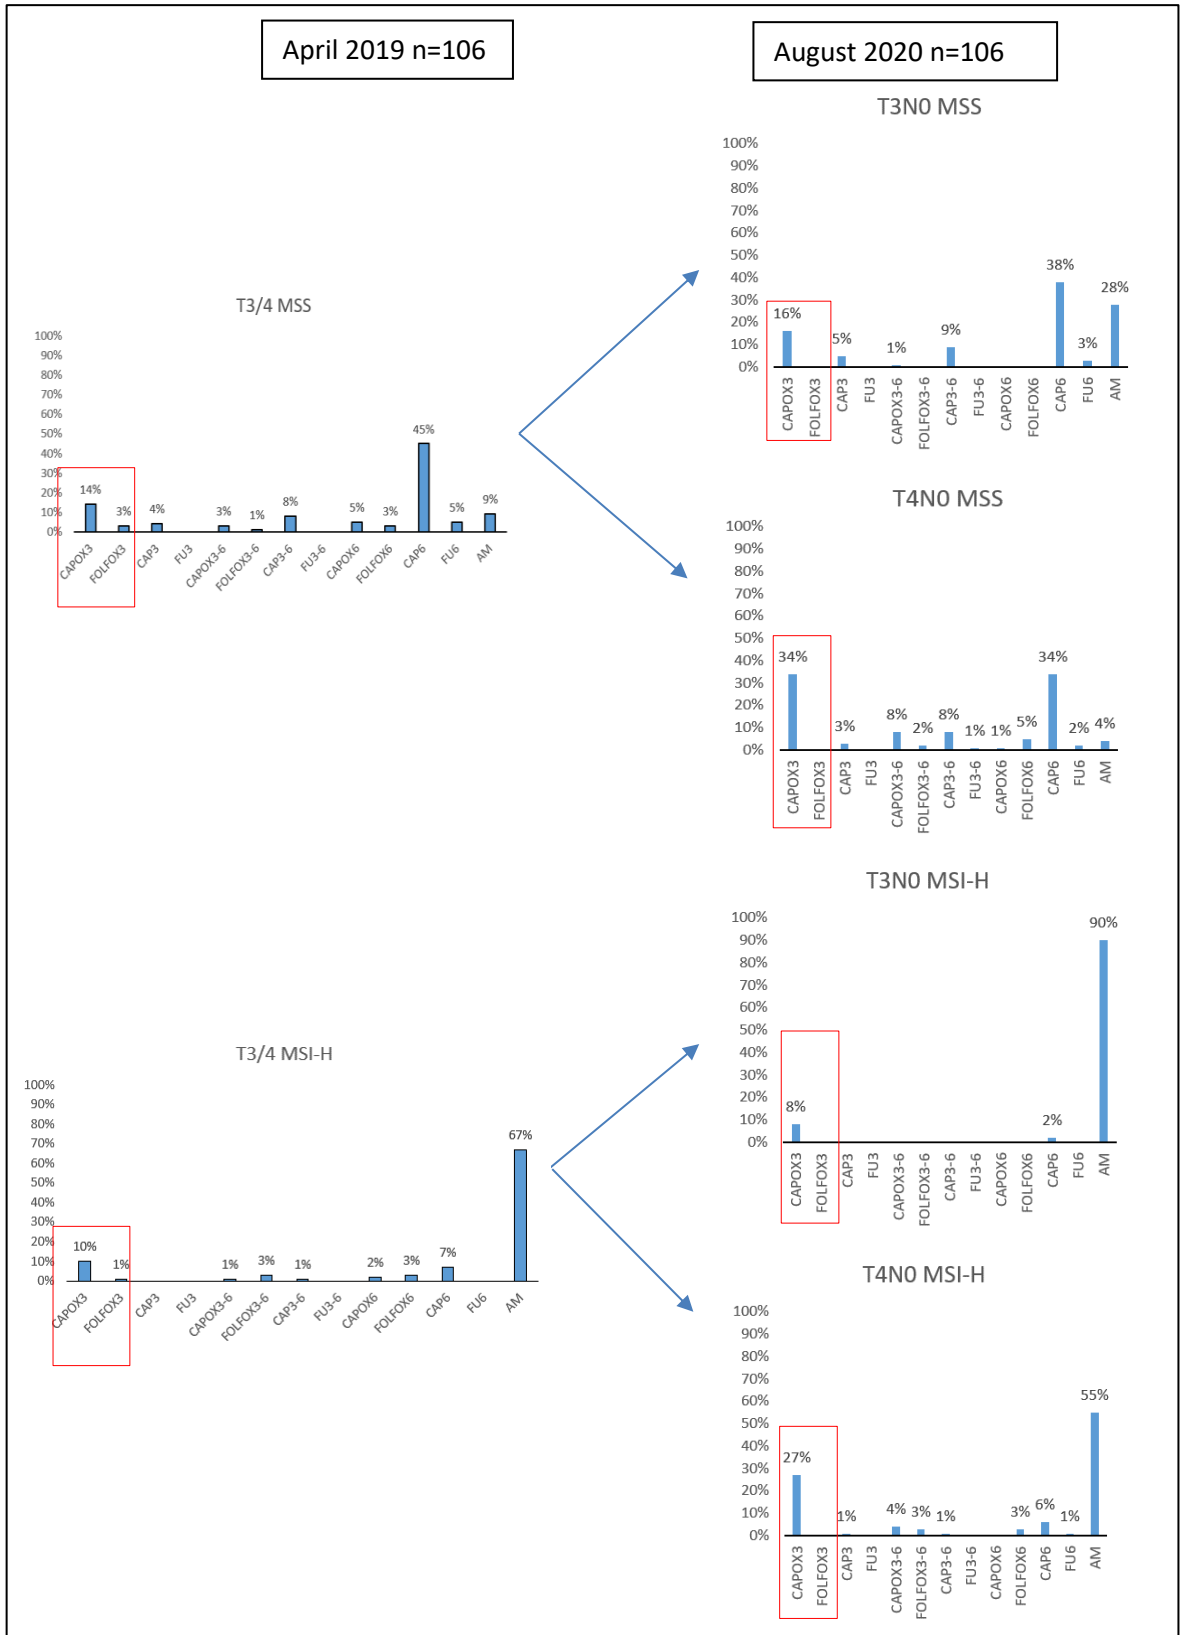 April 2019 n=106
August 2020 n=106
T3/4 MSS
100%
90%
80%
70%
60%
50%
40%
30%
20%
10%
0%
14%
3%
4%
3%
1%
8%
5%
3%
45%
5%
9%
CAPOX3
FOLFOX3
CAP3
FU3
CAPOX3-6
FOLFOX3-6
CAP3-6
FU3-6
CAPOX6
FOLFOX6
CAP6
FU6
AM
T3N0 MSS
100%
90%
80%
70%
60%
50%
40%
30%
20%
10%
0%
16%
5%
1%
9%
38%
3%
28%
CAPOX3
FOLFOX3
CAP3
FU3
CAPOX3-6
FOLFOX3-6
CAP3-6
FU3-6
CAPOX6
FOLFOX6
CAP6
FU6
AM
T4N0 MSS
100%
90%
80%
70%
60%
50%
40%
30%
20%
10%
0%
34%
3%
8%
2%
8%
1%
1%
5%
34%
2%
4%
CAPOX3
FOLFOX3
CAP3
FU3
CAPOX3-6
FOLFOX3-6
CAP3-6
FU3-6
CAPOX6
FOLFOX6
CAP6
FU6
AM
T3/4 MSI-H
100%
90%
80%
70%
60%
50%
40%
30%
20%
10%
0%
10%
1%
1%
3%
1%
2%
3%
7%
67%
CAPOX3
FOLFOX3
CAP3
FU3
CAPOX3-6
FOLFOX3-6
CAP3-6
FU3-6
CAPOX6
FOLFOX6
CAP6
FU6
AM
T3N0 MSI-H
100%
90%
80%
70%
60%
50%
40%
30%
20%
10%
0%
8%
2%
90%
CAPOX3
FOLFOX3
CAP3
FU3
CAPOX3-6
FOLFOX3-6
CAP3-6
FU3-6
CAPOX6
FOLFOX6
CAP6
FU6
AM
T4N0 MSI-H
100%
90%
80%
70%
60%
50%
40%
30%
20%
10%
0%
27%
1%
4%
3%
1%
3%
6%
1%
55%
CAPOX3
FOLFOX3
CAP3
FU3
CAPOX3-6
FOLFOX3-6
CAP3-6
FU3-6
CAPOX6
FOLFOX6
CAP6
FU6
AM